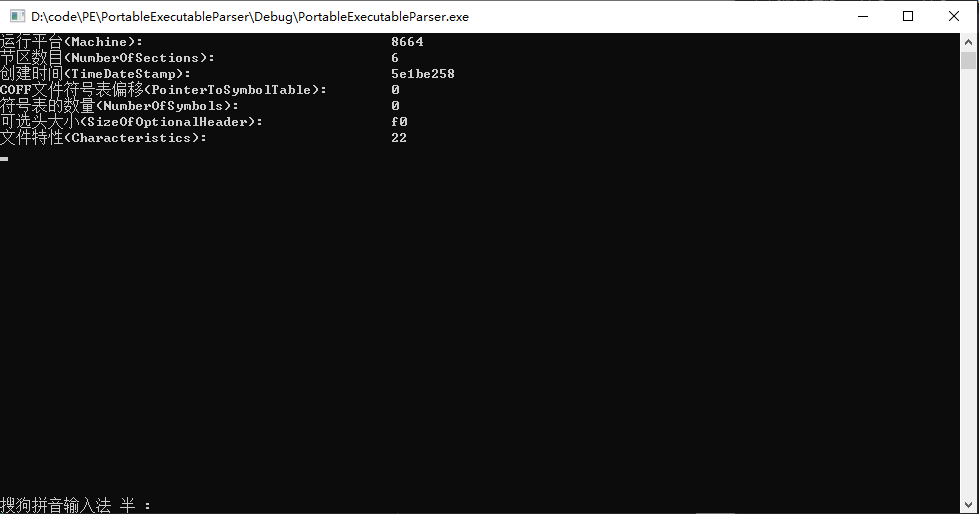 D:\code\PE\PortableExecutableParser\Debug\PortableExecutableParser.exe
运行平台(Machine): 8664
节区数目(NumberOfSections): 6
创建时间(TimeDateStamp): 5e1be258
COFF文件符号表偏移(PointerToSymbolTable): 0
符号表的数量(NumberOfSymbols): 0
可选头大小(SizeOfOptionalHeader): f0
文件特性(Characteristics): 22
搜狗拼音输入法 半 :